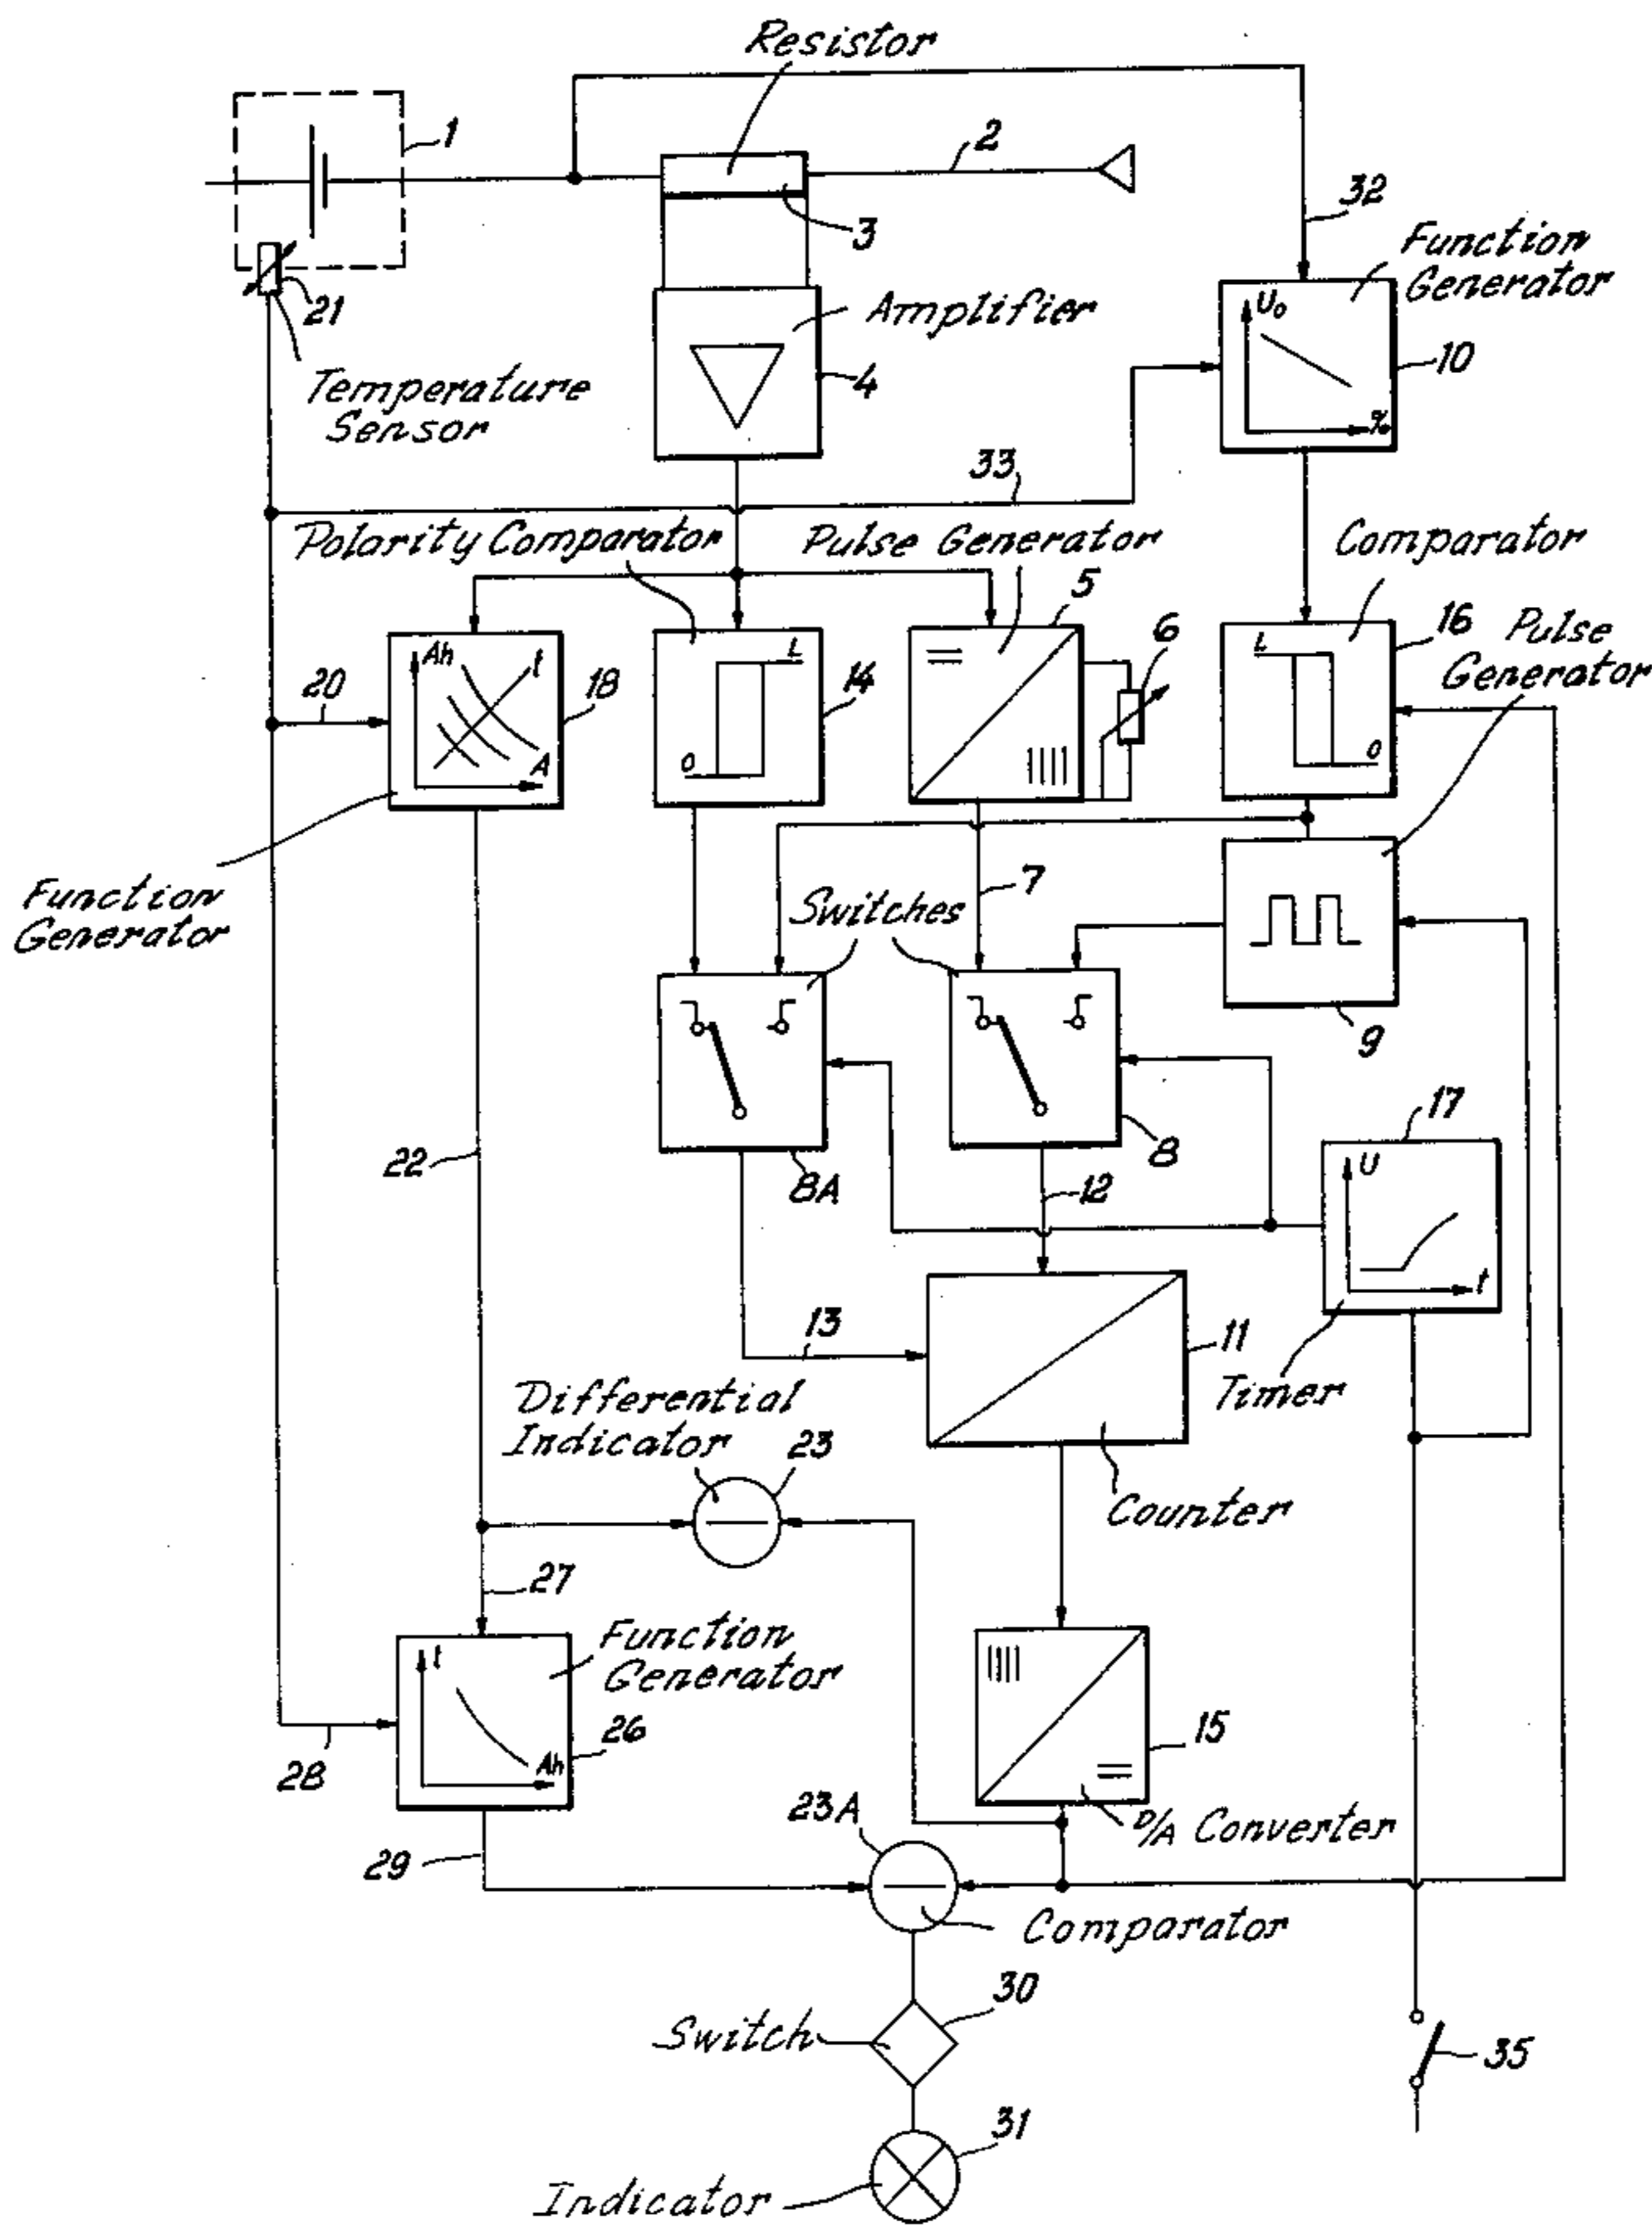 Resistor
1
2
3
32
Function
Generator
21
Amplifier
U₀
10
4
%
Temperature
Sensor
33
Polarity Comparator
Pulse Generator
Comparator
5
6
16
Pulse
Generator
20
Ah
t
A
18
L
0
14
L
0
7
Function
Generator
Switches
9
17
22
8A
8
12
U
t
13
11
Timer
Differential
Indicator
23
Counter
27
Function
Generator
t
Ah
26
15
28
23A
D/A Converter
29
Comparator
30
Switch
35
31
Indicator